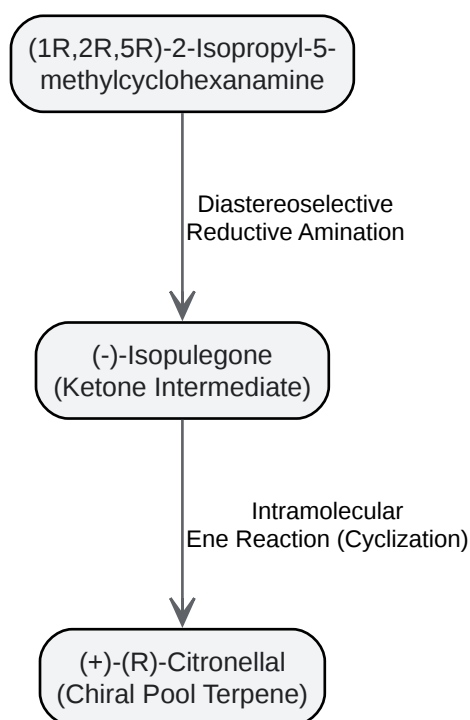 (1R,2R,5R)-2-Isopropyl-5-
methylcyclohexanamine
Diastereoselective
Reductive Amination
(-)-Isopulegone
(Ketone Intermediate)
Intramolecular
Ene Reaction (Cyclization)
(+)-(R)-Citronellal
(Chiral Pool Terpene)